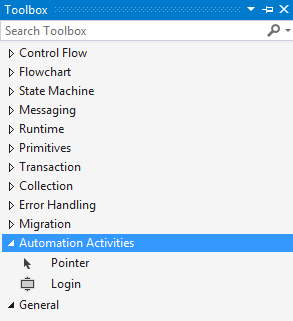 Toolbox
Search Toolbox
Control Flow
Flowchart
State Machine
Messaging
Runtime
Primitives
Transaction
Collection
Error Handling
Migration
Automation Activities
Pointer
Login
General